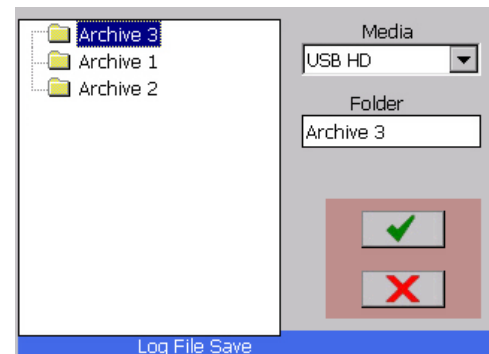 Archive 3
Archive 1
Archive 2
Media
USB HD
Folder
Archive 3
Log File Save